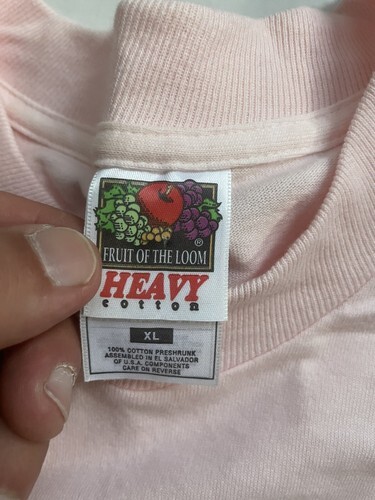 FRUIT OF THE LOOM
®
HEAVY
cotton
XL
100% COTTON PRESHRUNK
ASSEMBLED IN EL SALVADOR
OF U.S.A. COMPONENTS
CARE ON REVERSE